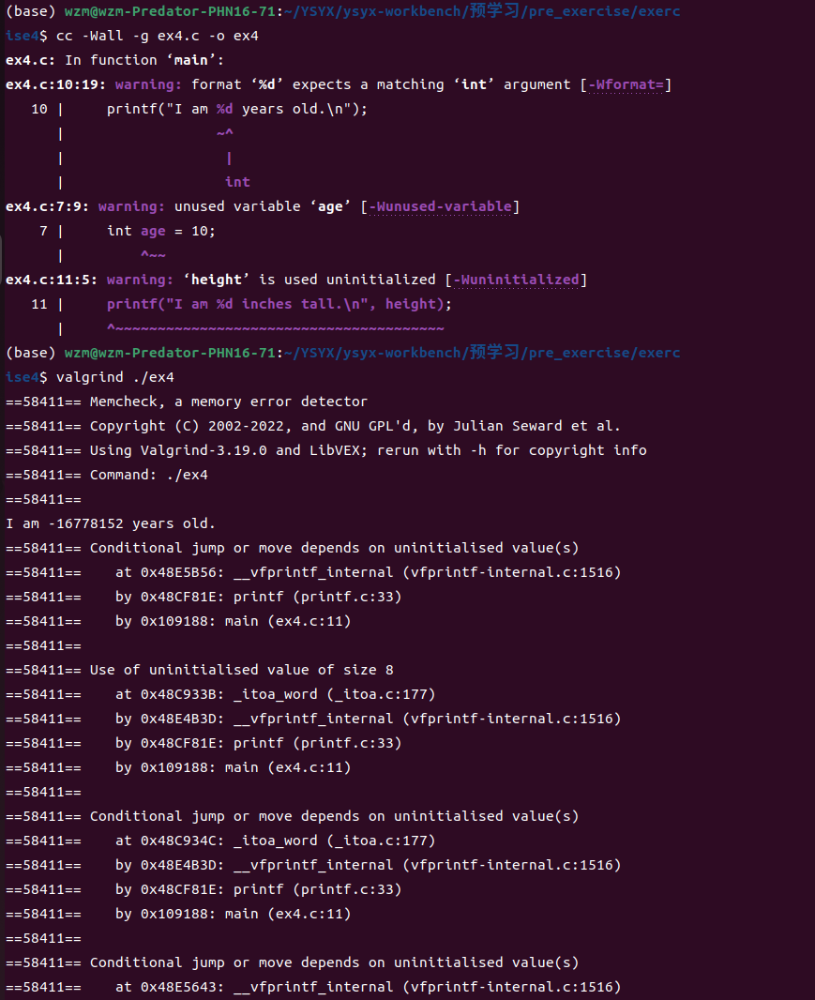 (base) wzm@wzm-Predator-PHN16-71:~/YSYX/ysyx-workbench/预学习/pre_exercise/exerc
ise4$ cc -Wall -g ex4.c -o ex4
ex4.c: In function ‘main’:
ex4.c:10:19: warning: format ‘%d’ expects a matching ‘int’ argument [-Wformat=]
   10 |     printf("I am %d years old.\n");
      |                  ~^
      |                   |
      |                   int
ex4.c:7:9: warning: unused variable ‘age’ [-Wunused-variable]
    7 |     int age = 10;
      |         ^~~
ex4.c:11:5: warning: ‘height’ is used uninitialized [-Wuninitialized]
   11 |     printf("I am %d inches tall.\n", height);
      |     ^~~~~~~~~~~~~~~~~~~~~~~~~~~~~~~~~~~~~~~~
(base) wzm@wzm-Predator-PHN16-71:~/YSYX/ysyx-workbench/预学习/pre_exercise/exerc
ise4$ valgrind ./ex4
==58411== Memcheck, a memory error detector
==58411== Copyright (C) 2002-2022, and GNU GPL'd, by Julian Seward et al.
==58411== Using Valgrind-3.19.0 and LibVEX; rerun with -h for copyright info
==58411== Command: ./ex4
==58411==
I am -16778152 years old.
==58411== Conditional jump or move depends on uninitialised value(s)
==58411==    at 0x48E5B56: __vfprintf_internal (vfprintf-internal.c:1516)
==58411==    by 0x48CF81E: printf (printf.c:33)
==58411==    by 0x109188: main (ex4.c:11)
==58411==
==58411== Use of uninitialised value of size 8
==58411==    at 0x48C933B: _itoa_word (_itoa.c:177)
==58411==    by 0x48E4B3D: __vfprintf_internal (vfprintf-internal.c:1516)
==58411==    by 0x48CF81E: printf (printf.c:33)
==58411==    by 0x109188: main (ex4.c:11)
==58411==
==58411== Conditional jump or move depends on uninitialised value(s)
==58411==    at 0x48C934C: _itoa_word (_itoa.c:177)
==58411==    by 0x48E4B3D: __vfprintf_internal (vfprintf-internal.c:1516)
==58411==    by 0x48CF81E: printf (printf.c:33)
==58411==    by 0x109188: main (ex4.c:11)
==58411==
==58411== Conditional jump or move depends on uninitialised value(s)
==58411==    at 0x48E5643: __vfprintf_internal (vfprintf-internal.c:1516)